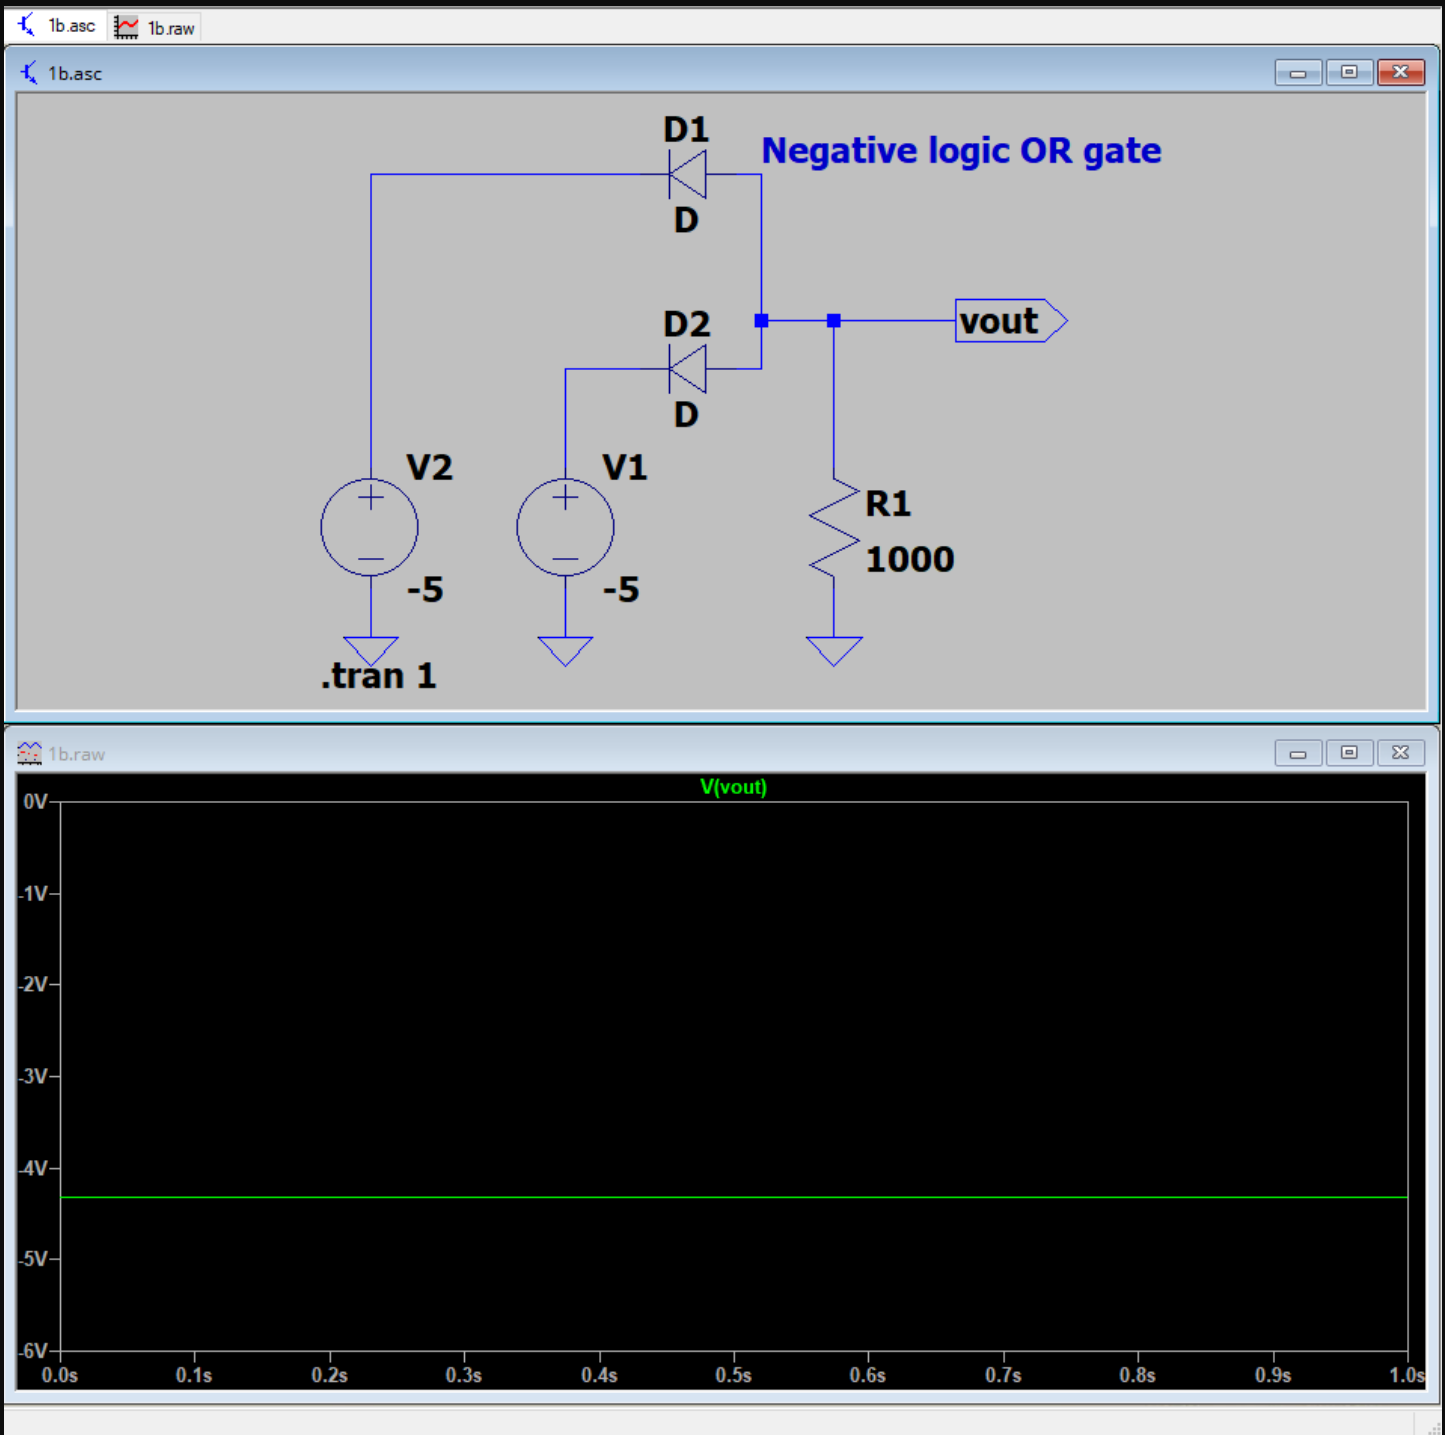 1b.asc
1b.raw
1b.asc
D1
Negative logic OR gate
D
D2
vout
D
V2
V1
R1
1000
-5
-5
.tran 1
1b.raw
V(vout)
0V
-1V
-2V
-3V
-4V
-5V
-6V
0.0s 0.1s 0.2s 0.3s 0.4s 0.5s 0.6s 0.7s 0.8s 0.9s 1.0s